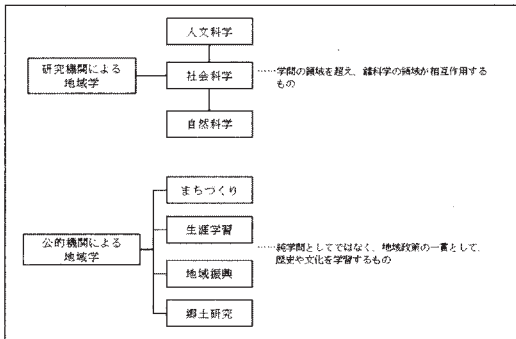 人文科学
研究機関による
地域学
社会科学
……学問の領域を超え、諸科学の領域が相互作用する
もの
自然科学
まちづくり
生涯学習
公的機関による
地域学
……純学問としてではなく、地域政策の一貫として、
歴史や文化を学習するもの
地域振興
郷土研究